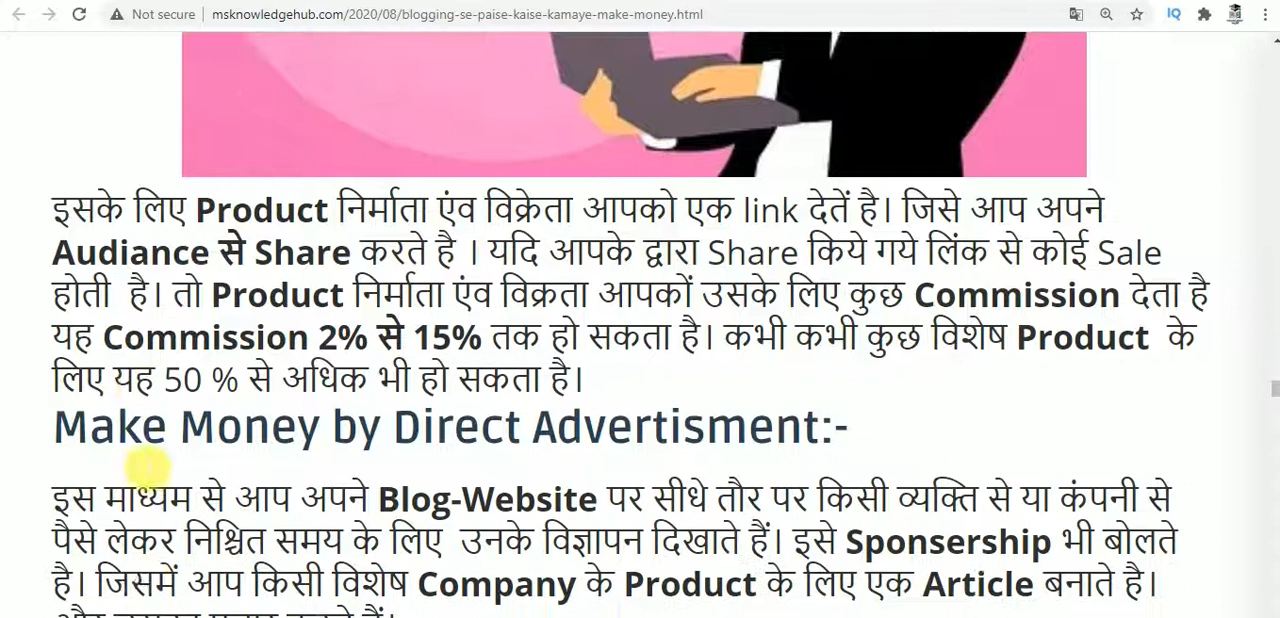 Not secure | msknowledgehub.com/2020/08/blogging-se-paise-kaise-kamaye-make-money.html IQ
इसके लिए Product निर्माता एंव विक्रेता आपको एक link देतें है। जिसे आप अपने
Audiance से Share करते है । यदि आपके द्वारा Share किये गये लिंक से कोई Sale
होती है। तो Product निर्माता एंव विक्रता आपकों उसके लिए कुछ Commission देता है
यह Commission 2% से 15% तक हो सकता है। कभी कभी कुछ विशेष Product के
लिए यह 50 % से अधिक भी हो सकता है।
Make Money by Direct Advertisment:-
इस माध्यम से आप अपने Blog-Website पर सीधे तौर पर किसी व्यक्ति से या कंपनी से
पैसे लेकर निश्चित समय के लिए उनके विज्ञापन दिखाते हैं। इसे Sponsership भी बोलते
है। जिसमें आप किसी विशेष Company के Product के लिए एक Article बनाते है।